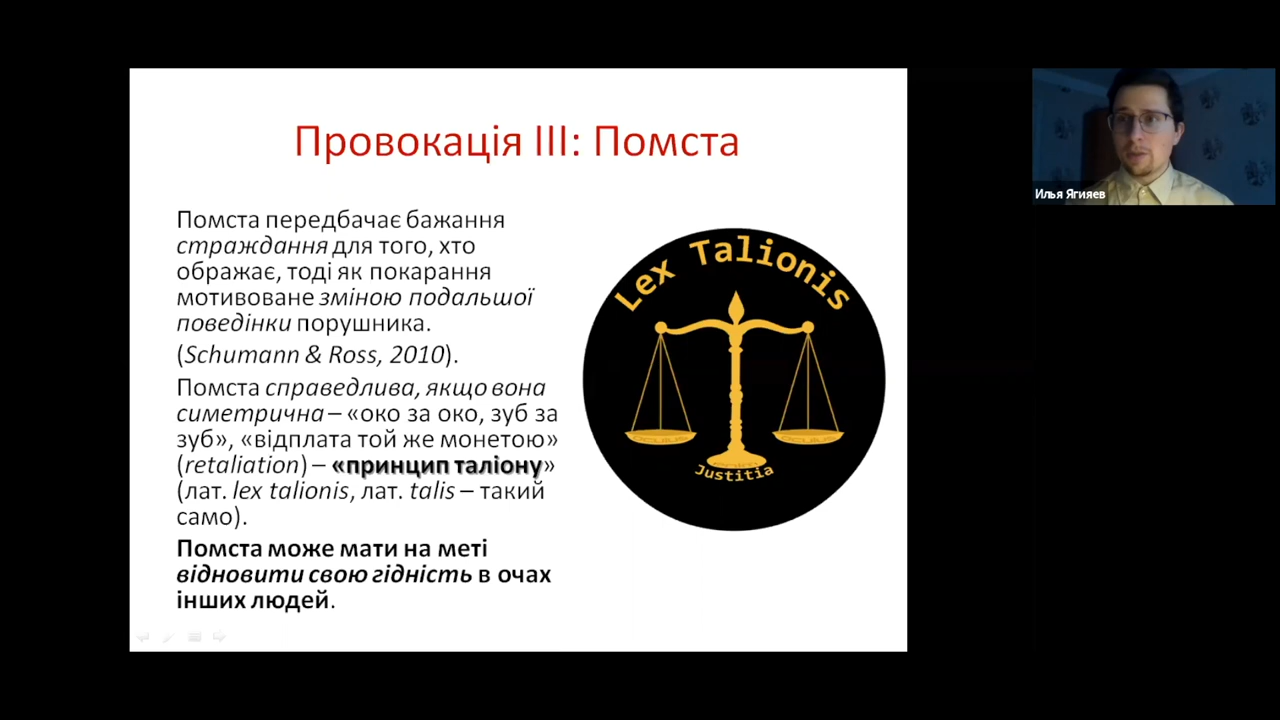 Провокація III: Помста
Помста передбачає бажання
страждання для того, хто
ображає, тоді як покарання
мотивоване зміною подальшої
поведінки порушника.
(Schumann & Ross, 2010).
Помста справедлива, якщо вона
симетрична – «око за око, зуб за
зуб», «відплата той же монетою»
(retaliation) – «принцип таліону»
(лат. lex talionis, лат. talis – такий
само).
Помста може мати на меті
відновити свою гідність в очах
інших людей.
Lex Talionis
OCULUS
OCULUS
Justitia
Илья Ягияев